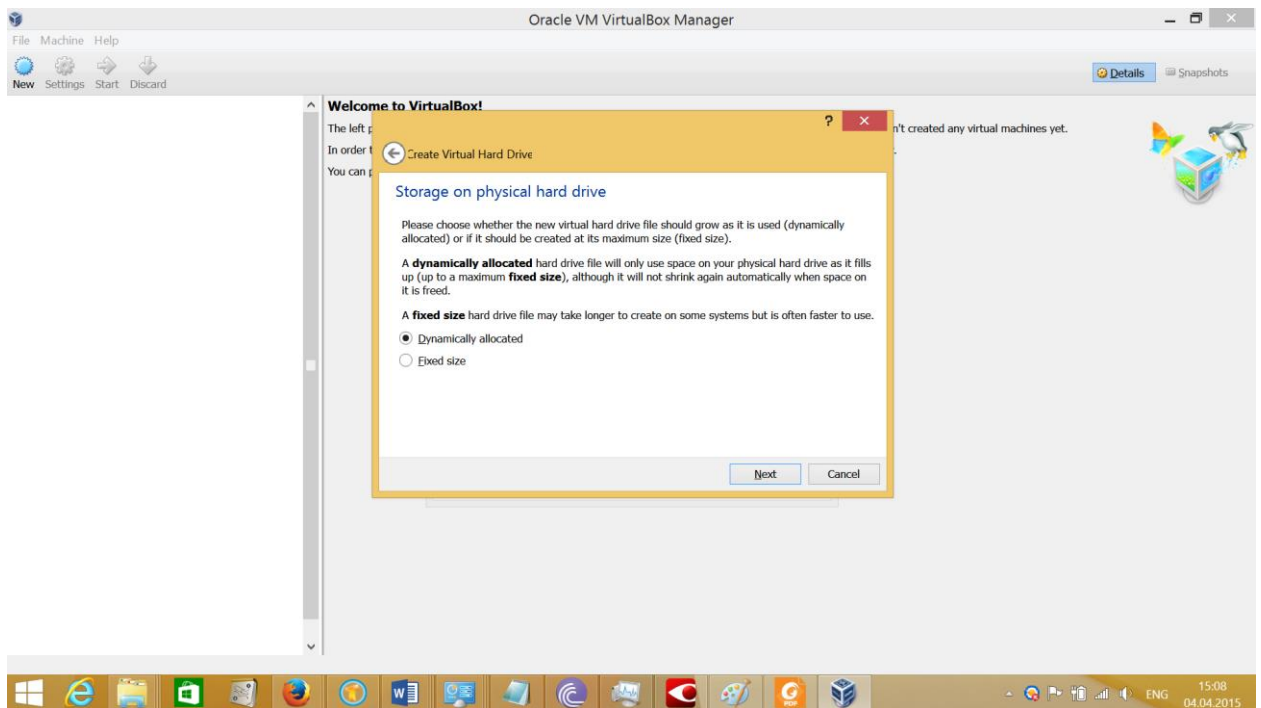 Oracle VM VirtualBox Manager
File Machine Help
New Settings Start Discard
Details Snapshots
Welcome to VirtualBox!
The left p
n't created any virtual machines yet.
In order t
.
You can p
?
Create Virtual Hard Drive
Storage on physical hard drive
Please choose whether the new virtual hard drive file should grow as it is used (dynamically
allocated) or if it should be created at its maximum size (fixed size).
A dynamically allocated hard drive file will only use space on your physical hard drive as it fills
up (up to a maximum fixed size), although it will not shrink again automatically when space on
it is freed.
A fixed size hard drive file may take longer to create on some systems but is often faster to use.
Dynamically allocated
Fixed size
Next Cancel
ENG 15:08
04.04.2015